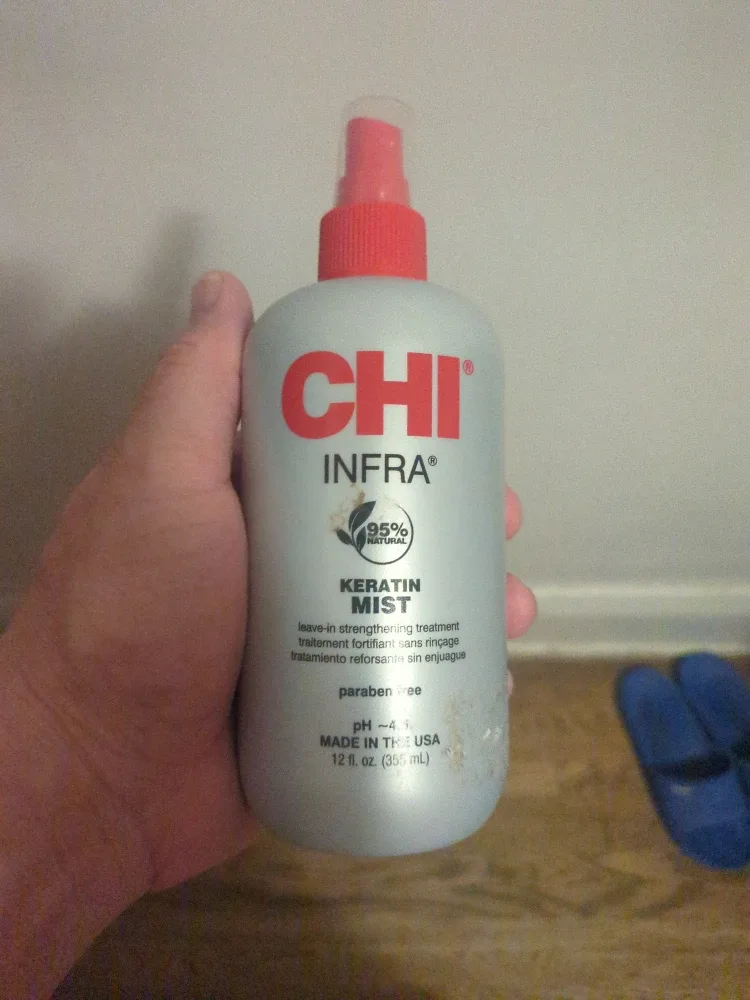 CHI®
INFRA®
95%
NATURAL
KERATIN
MIST
leave-in strengthening treatment
traitement fortifiant sans rinçage
tratamiento reforsante sin enjuague
paraben free
pH
MADE IN THE USA
12 fl. oz. (355 mL)